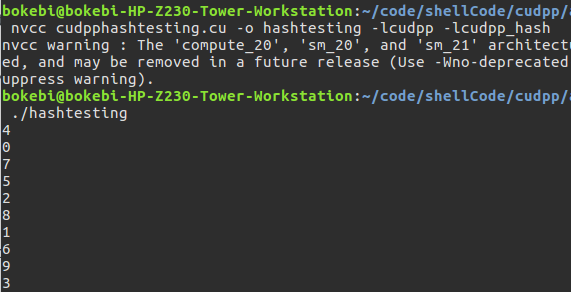 bokebi@bokebi-HP-Z230-Tower-Workstation:~/code/shellCode/cudpp/
nvcc cudpphashtesting.cu -o hashtesting -lcudpp -lcudpp_hash
nvcc warning : The 'compute_20', 'sm_20', and 'sm_21' architectu
ed, and may be removed in a future release (Use -Wno-deprecated
uppress warning).
bokebi@bokebi-HP-Z230-Tower-Workstation:~/code/shellCode/cudpp/
./hashtesting
4
0
7
5
2
8
1
6
9
3